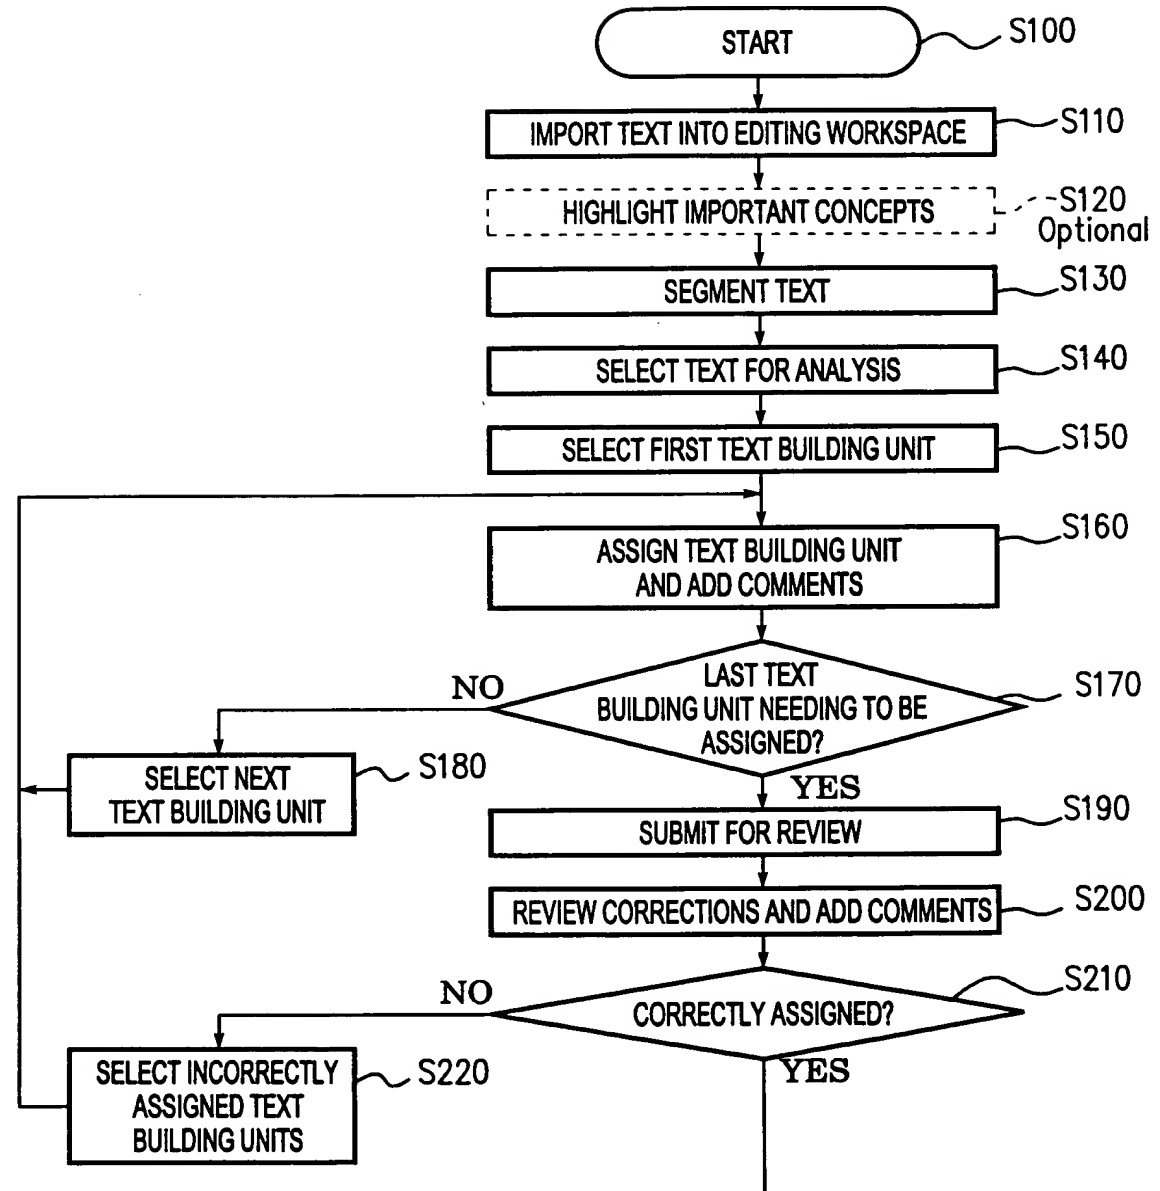 START
S100
IMPORT TEXT INTO EDITING WORKSPACE
S110
HIGHLIGHT IMPORTANT CONCEPTS
S120
Optional
SEGMENT TEXT
S130
SELECT TEXT FOR ANALYSIS
S140
SELECT FIRST TEXT BUILDING UNIT
S150
ASSIGN TEXT BUILDING UNIT
AND ADD COMMENTS
S160
LAST TEXT
BUILDING UNIT NEEDING TO BE
ASSIGNED?
S170
NO
YES
SELECT NEXT
TEXT BUILDING UNIT
S180
SUBMIT FOR REVIEW
S190
REVIEW CORRECTIONS AND ADD COMMENTS
S200
CORRECTLY ASSIGNED?
S210
NO
YES
SELECT INCORRECTLY
ASSIGNED TEXT
BUILDING UNITS
S220